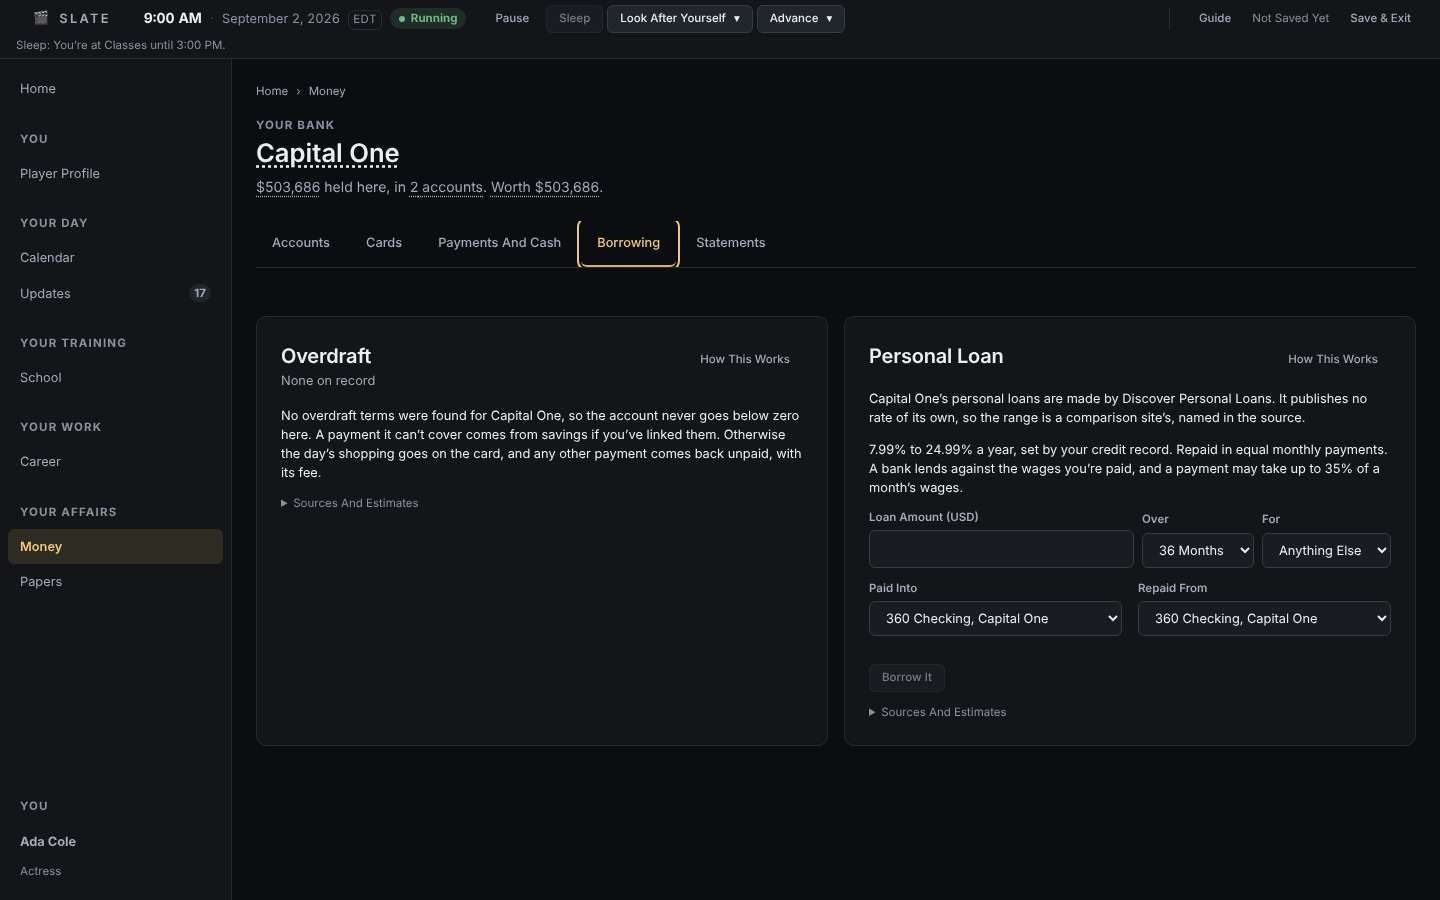 SLATE
9:00 AM · September 2, 2026 EDT Running
Pause
Sleep
Look After Yourself ▾
Advance ▾
Guide
Not Saved Yet
Save & Exit
Sleep: You're at Classes until 3:00 PM.
Home
YOU
Player Profile
YOUR DAY
Calendar
Updates 17
YOUR TRAINING
School
YOUR WORK
Career
YOUR AFFAIRS
Money
Papers
YOU
Ada Cole
Actress
Home › Money
YOUR BANK
Capital One
$503,686 held here, in 2 accounts. Worth $503,686.
Accounts
Cards
Payments And Cash
Borrowing
Statements
Overdraft
How This Works
None on record
No overdraft terms were found for Capital One, so the account never goes below zero
here. A payment it can't cover comes from savings if you've linked them. Otherwise
the day's shopping goes on the card, and any other payment comes back unpaid, with
its fee.
▶ Sources And Estimates
Personal Loan
How This Works
Capital One's personal loans are made by Discover Personal Loans. It publishes no
rate of its own, so the range is a comparison site's, named in the source.
7.99% to 24.99% a year, set by your credit record. Repaid in equal monthly payments.
A bank lends against the wages you're paid, and a payment may take up to 35% of a
month's wages.
Loan Amount (USD)
Over
For
36 Months
Anything Else
Paid Into
Repaid From
360 Checking, Capital One
360 Checking, Capital One
Borrow It
▶ Sources And Estimates